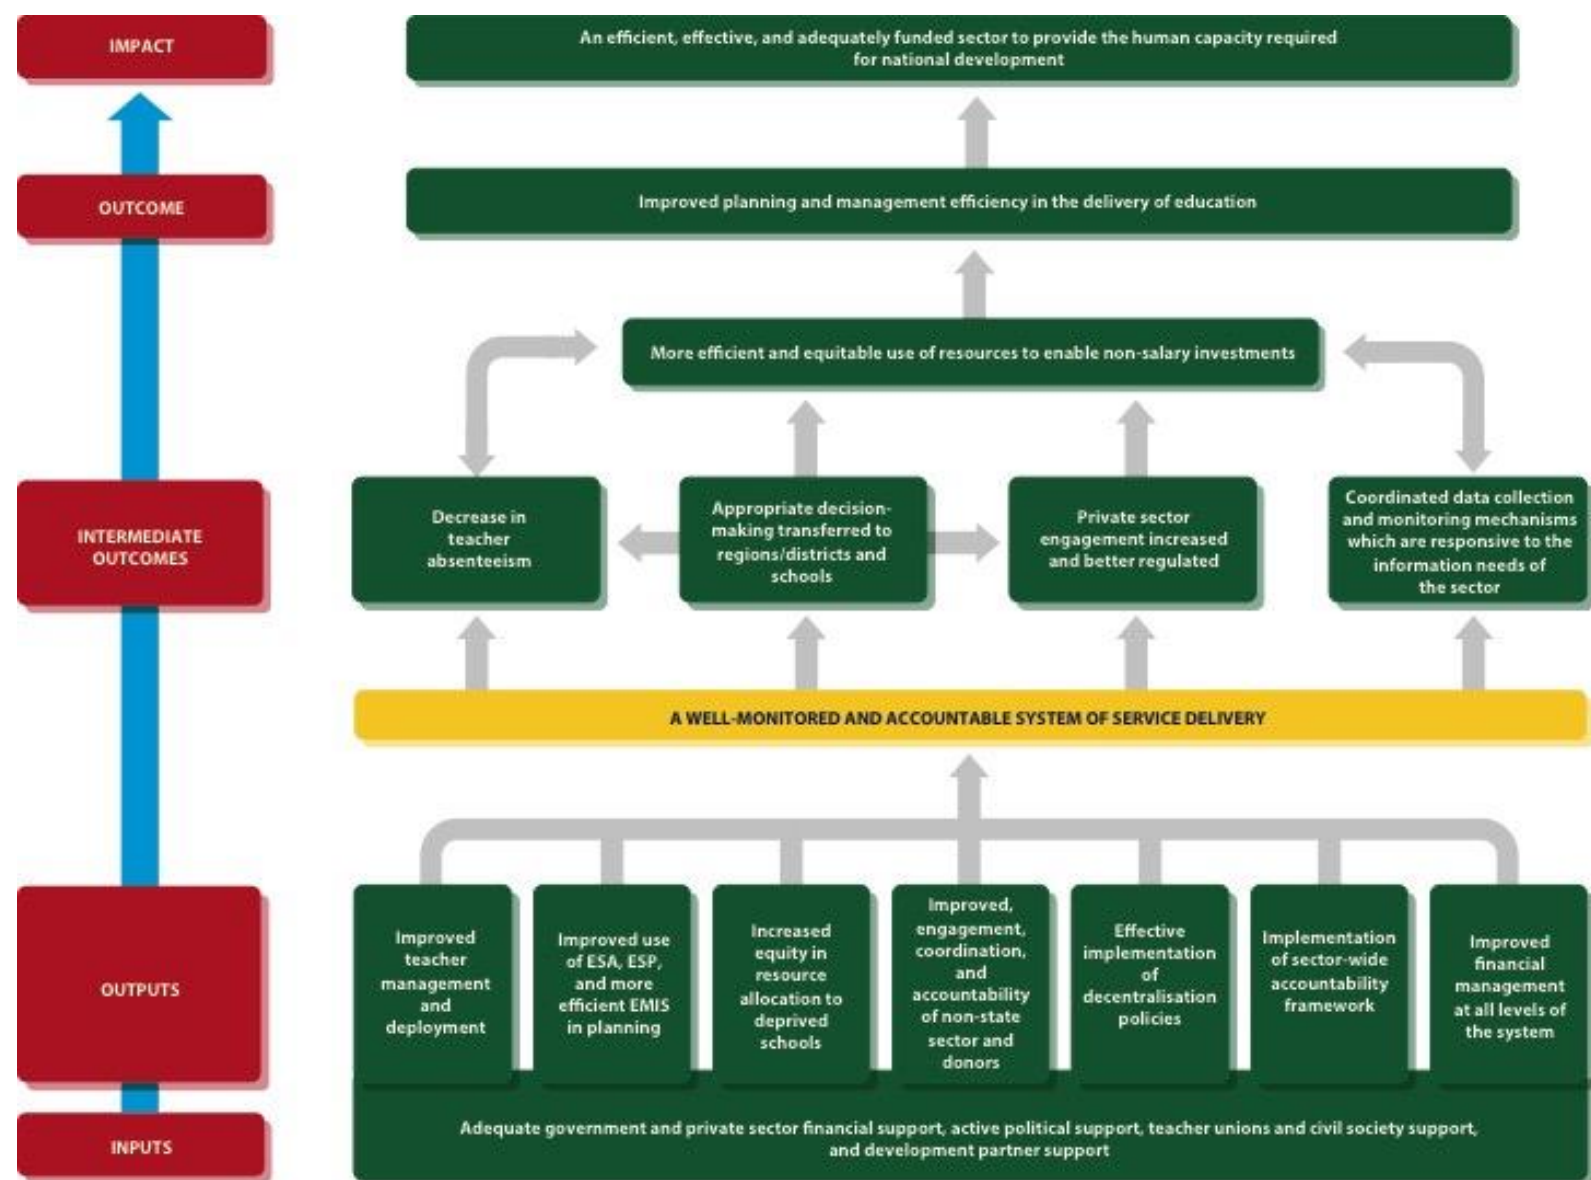 IMPACT
An efficient, effective, and adequately funded sector to provide the human capacity required
for national development
OUTCOME
Improved planning and management efficiency in the delivery of education
More efficient and equitable use of resources to enable non-salary investments
INTERMEDIATE
OUTCOMES
Decrease in
teacher
absenteeism
Appropriate decision-
making transferred to
regions/districts and
schools
Private sector
engagement increased
and better regulated
Coordinated data collection
and monitoring mechanisms
which are responsive to the
information needs of
the sector
A WELL-MONITORED AND ACCOUNTABLE SYSTEM OF SERVICE DELIVERY
OUTPUTS
Improved
teacher
management
and
deployment
Improved use
of ESA, ESP,
and more
efficient EMIS
in planning
Increased
equity in
resource
allocation to
deprived
schools
Improved,
engagement,
coordination,
and
accountability
of non-state
sector and
donors
Effective
implementation
of
decentralisation
policies
Implementation
of sector-wide
accountability
framework
Improved
financial
management
at all levels of
the system
INPUTS
Adequate government and private sector financial support, active political support, teacher unions and civil society support,
and development partner support